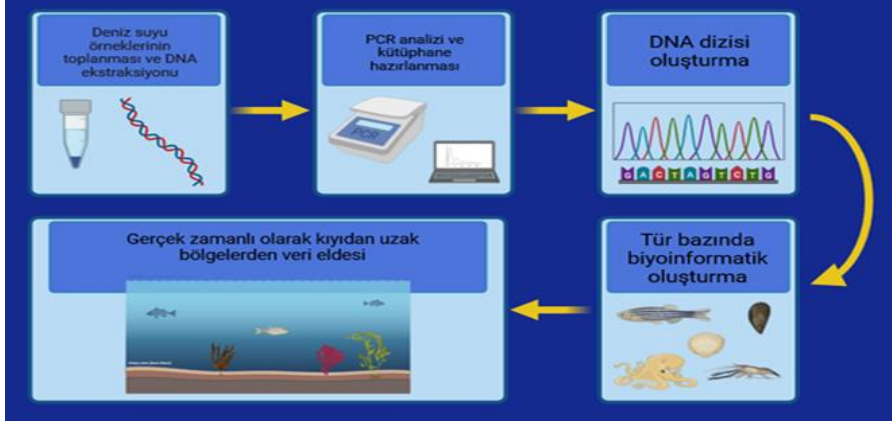 Deniz suyu
örneklerinin
toplanması ve DNA
ekstraksiyonu
PCR analizi ve
kütüphane
hazırlanması
PCR
DNA dizisi
oluşturma
G A C T A G T C T G
Tür bazında
biyoinformatik
oluşturma
Gerçek zamanlı olarak kıyıdan uzak
bölgelerden veri eldesi